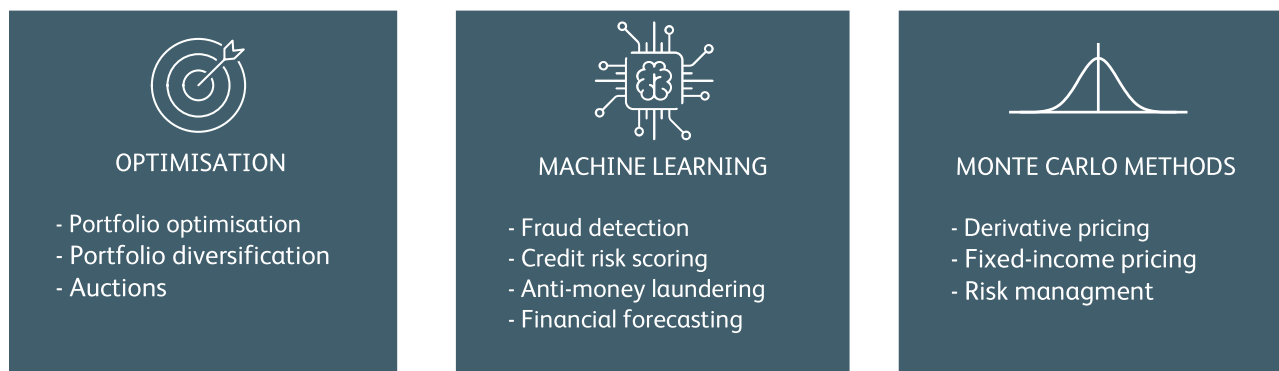 OPTIMISATION
- Portfolio optimisation
- Portfolio diversification
- Auctions
MACHINE LEARNING
- Fraud detection
- Credit risk scoring
- Anti-money laundering
- Financial forecasting
MONTE CARLO METHODS
- Derivative pricing
- Fixed-income pricing
- Risk managment